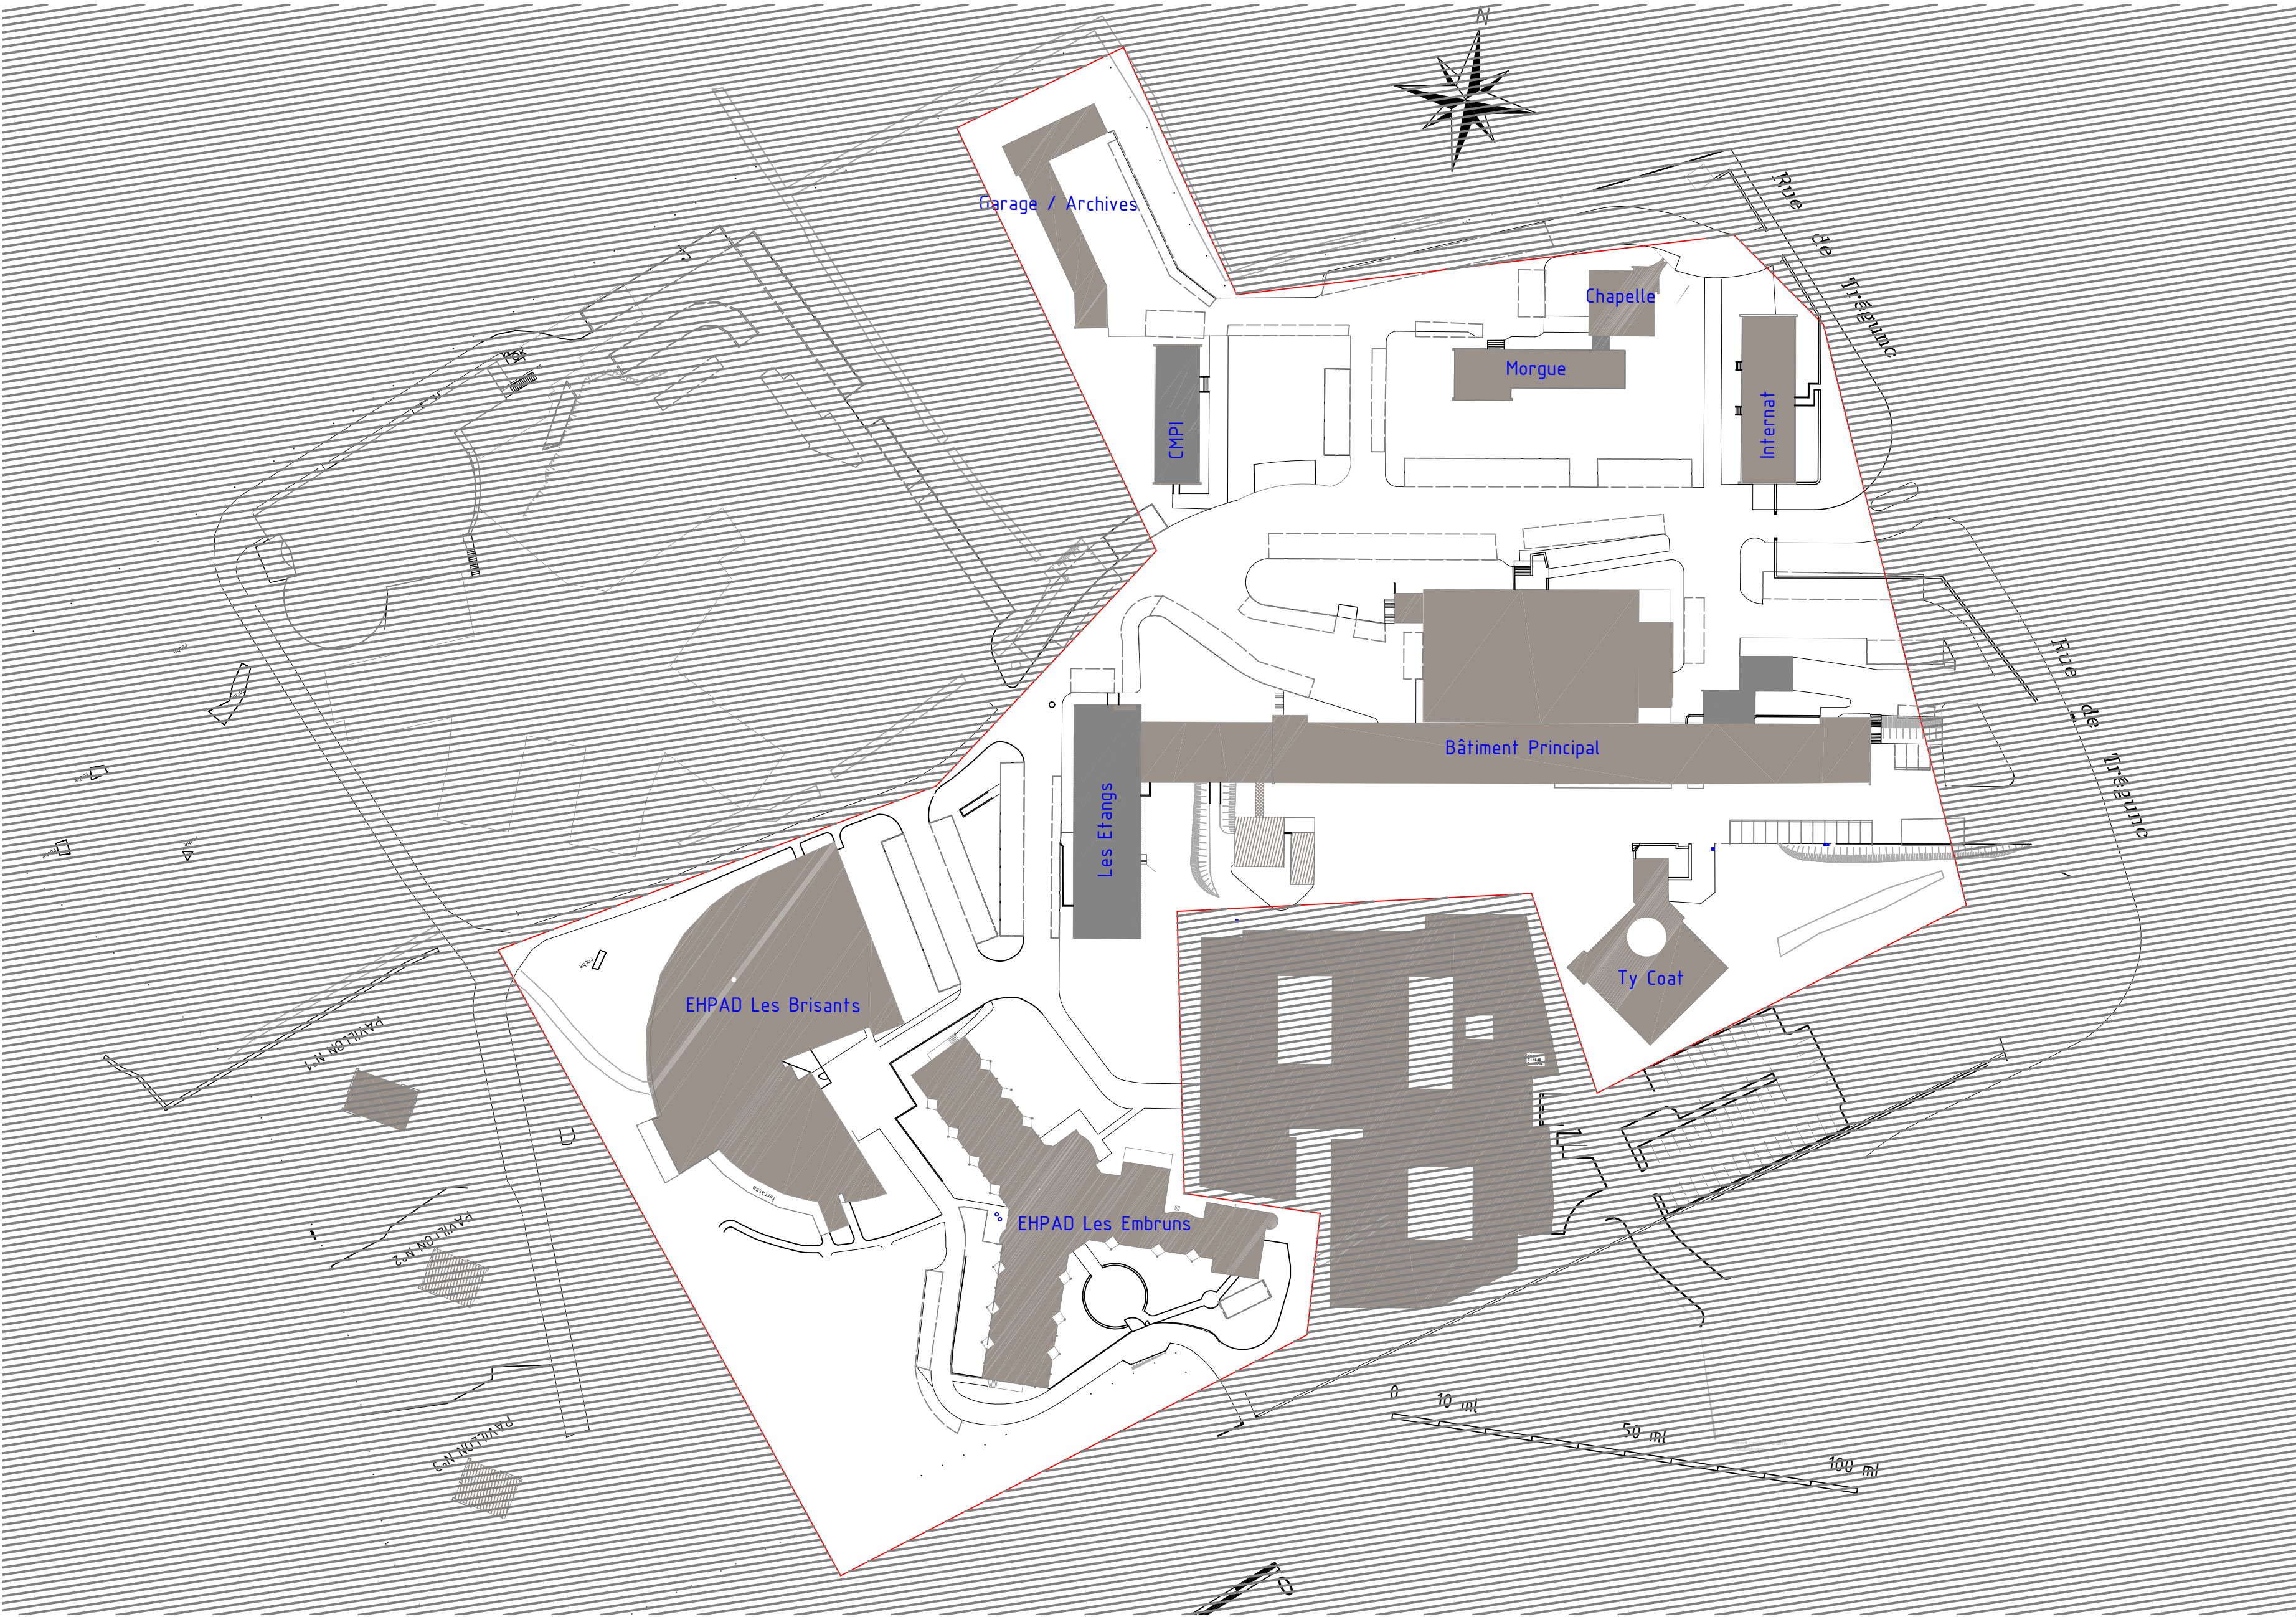 N
Rue de Trégunc
Garage / Archives
Chapelle
Morgue
CMPI
Internat
Rue de Trégunc
Bâtiment Principal
Les Etangs
Ty Coat
roche
EHPAD Les Brisants
PAVILLON N°1
terrasse
EHPAD Les Embruns
PAVILLON N°2
PAVILLON N°3
0 10 ml 50 ml 100 ml